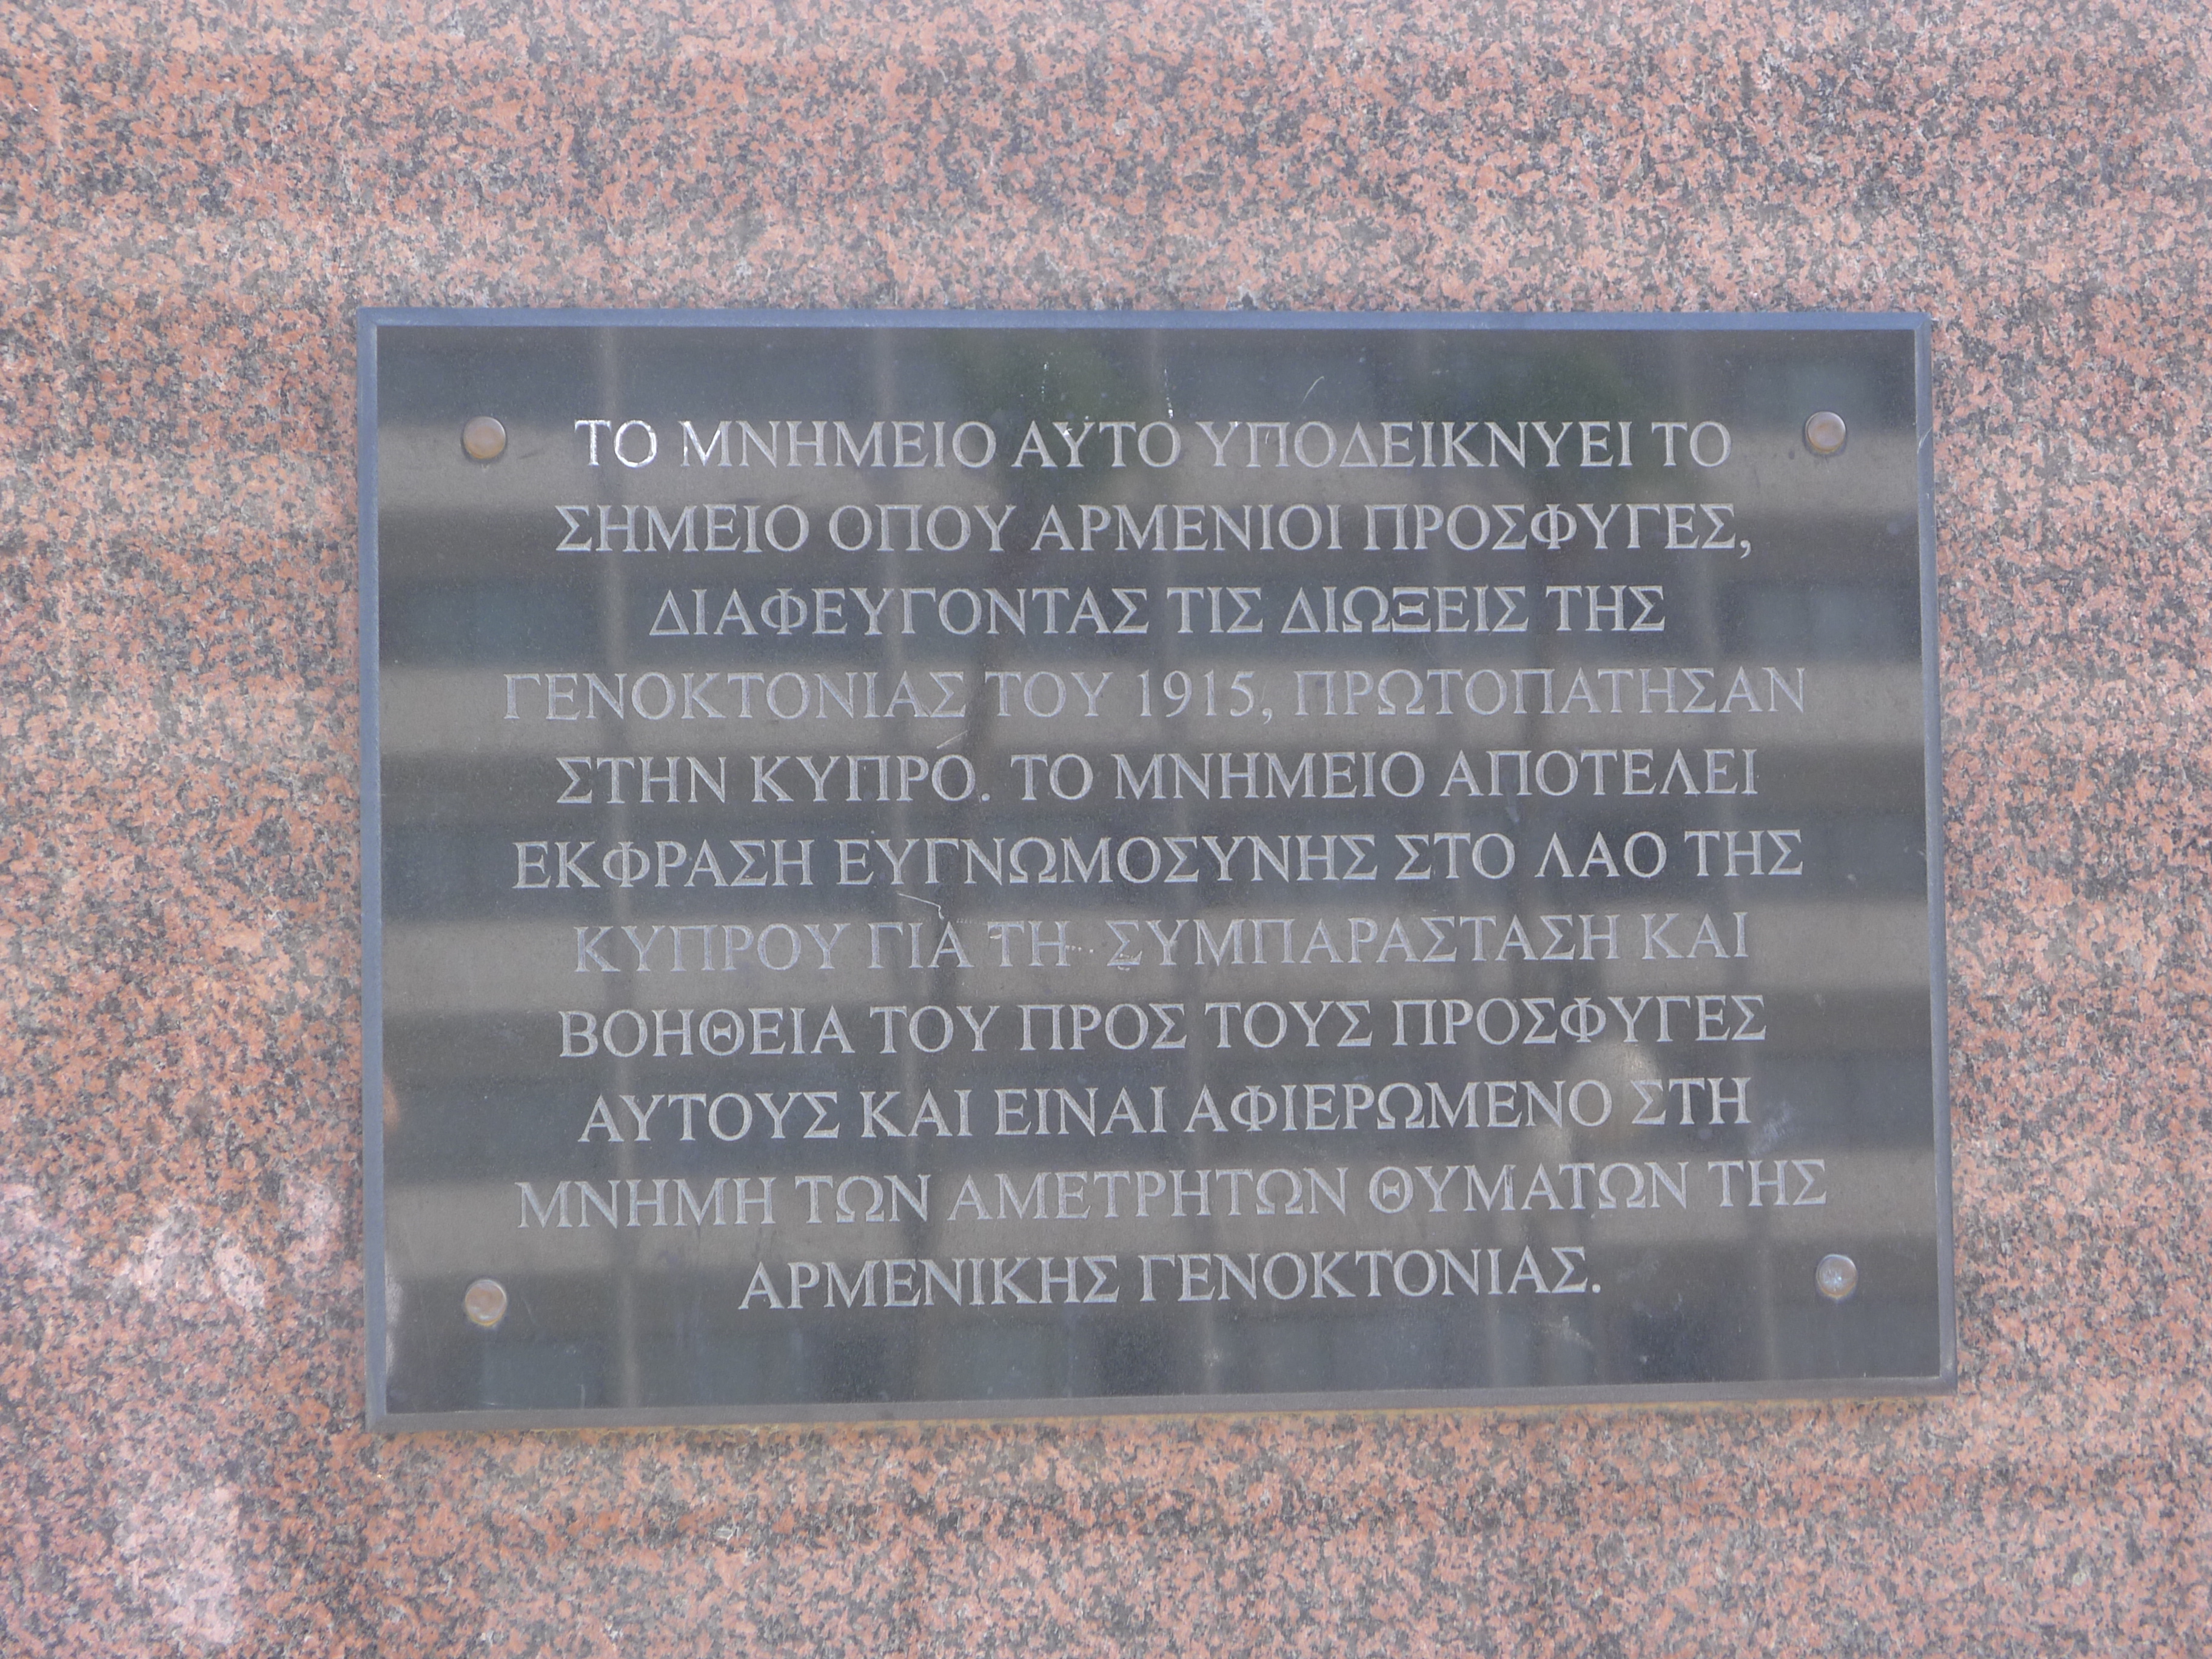 ΤΟ ΜΝΗΜΕΙΟ ΑΥΤΟ ΥΠΟΔΕΙΚΝΥΕΙ ΤΟ
ΣΗΜΕΙΟ ΟΠΟΥ ΑΡΜΕΝΙΟΙ ΠΡΟΣΦΥΓΕΣ,
ΔΙΑΦΕΥΓΟΝΤΑΣ ΤΙΣ ΔΙΩΞΕΙΣ ΤΗΣ
ΓΕΝΟΚΤΟΝΙΑΣ ΤΟΥ 1915, ΠΡΩΤΟΠΑΤΗΣΑΝ
ΣΤΗΝ ΚΥΠΡΟ. ΤΟ ΜΝΗΜΕΙΟ ΑΠΟΤΕΛΕΙ
ΕΚΦΡΑΣΗ ΕΥΓΝΩΜΟΣΥΝΗΣ ΣΤΟ ΛΑΟ ΤΗΣ
ΚΥΠΡΟΥ ΓΙΑ ΤΗ ΣΥΜΠΑΡΑΣΤΑΣΗ ΚΑΙ
ΒΟΗΘΕΙΑ ΤΟΥ ΠΡΟΣ ΤΟΥΣ ΠΡΟΣΦΥΓΕΣ
ΑΥΤΟΥΣ ΚΑΙ ΕΙΝΑΙ ΑΦΙΕΡΩΜΕΝΟ ΣΤΗ
ΜΝΗΜΗ ΤΩΝ ΑΜΕΤΡΗΤΩΝ ΘΥΜΑΤΩΝ ΤΗΣ
ΑΡΜΕΝΙΚΗΣ ΓΕΝΟΚΤΟΝΙΑΣ.